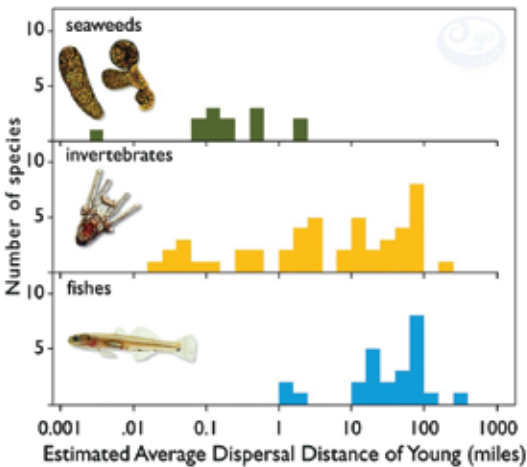 Number of species
10
seaweeds
5
10
invertebrates
5
10
fishes
5
0.001 .01 0.1 1 10 100 1000
Estimated Average Dispersal Distance of Young (miles)